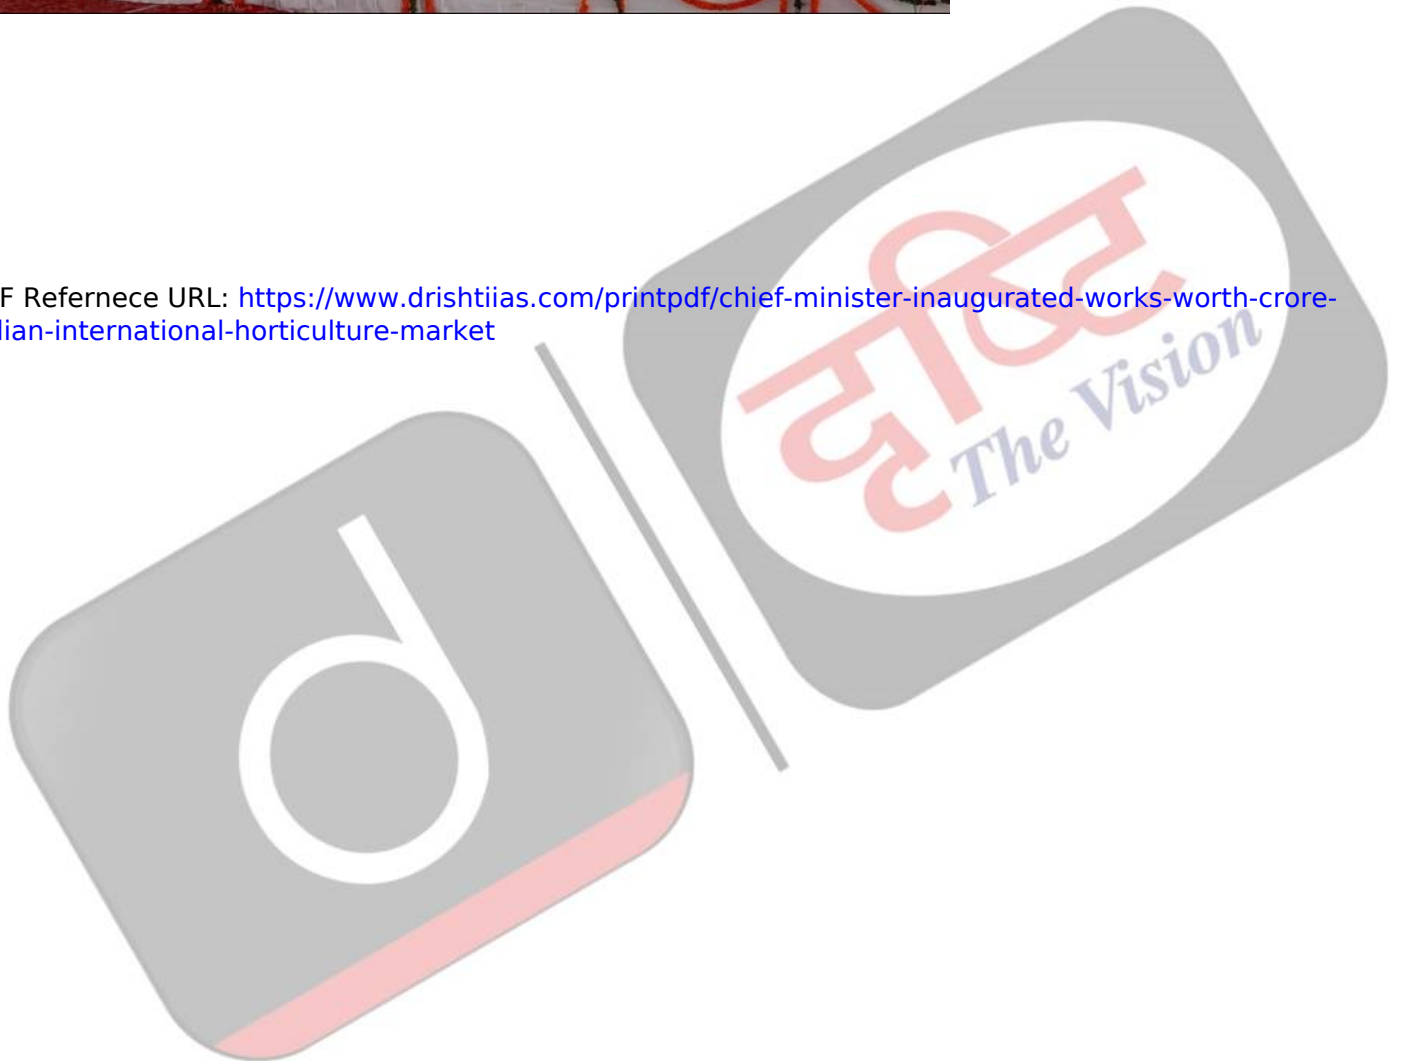 F Refernece URL: https://www.drishtiias.com/printpdf/chief-minister-inaugurated-works-worth-crore-
lian-international-horticulture-market
दृष्टि
The Vision
d